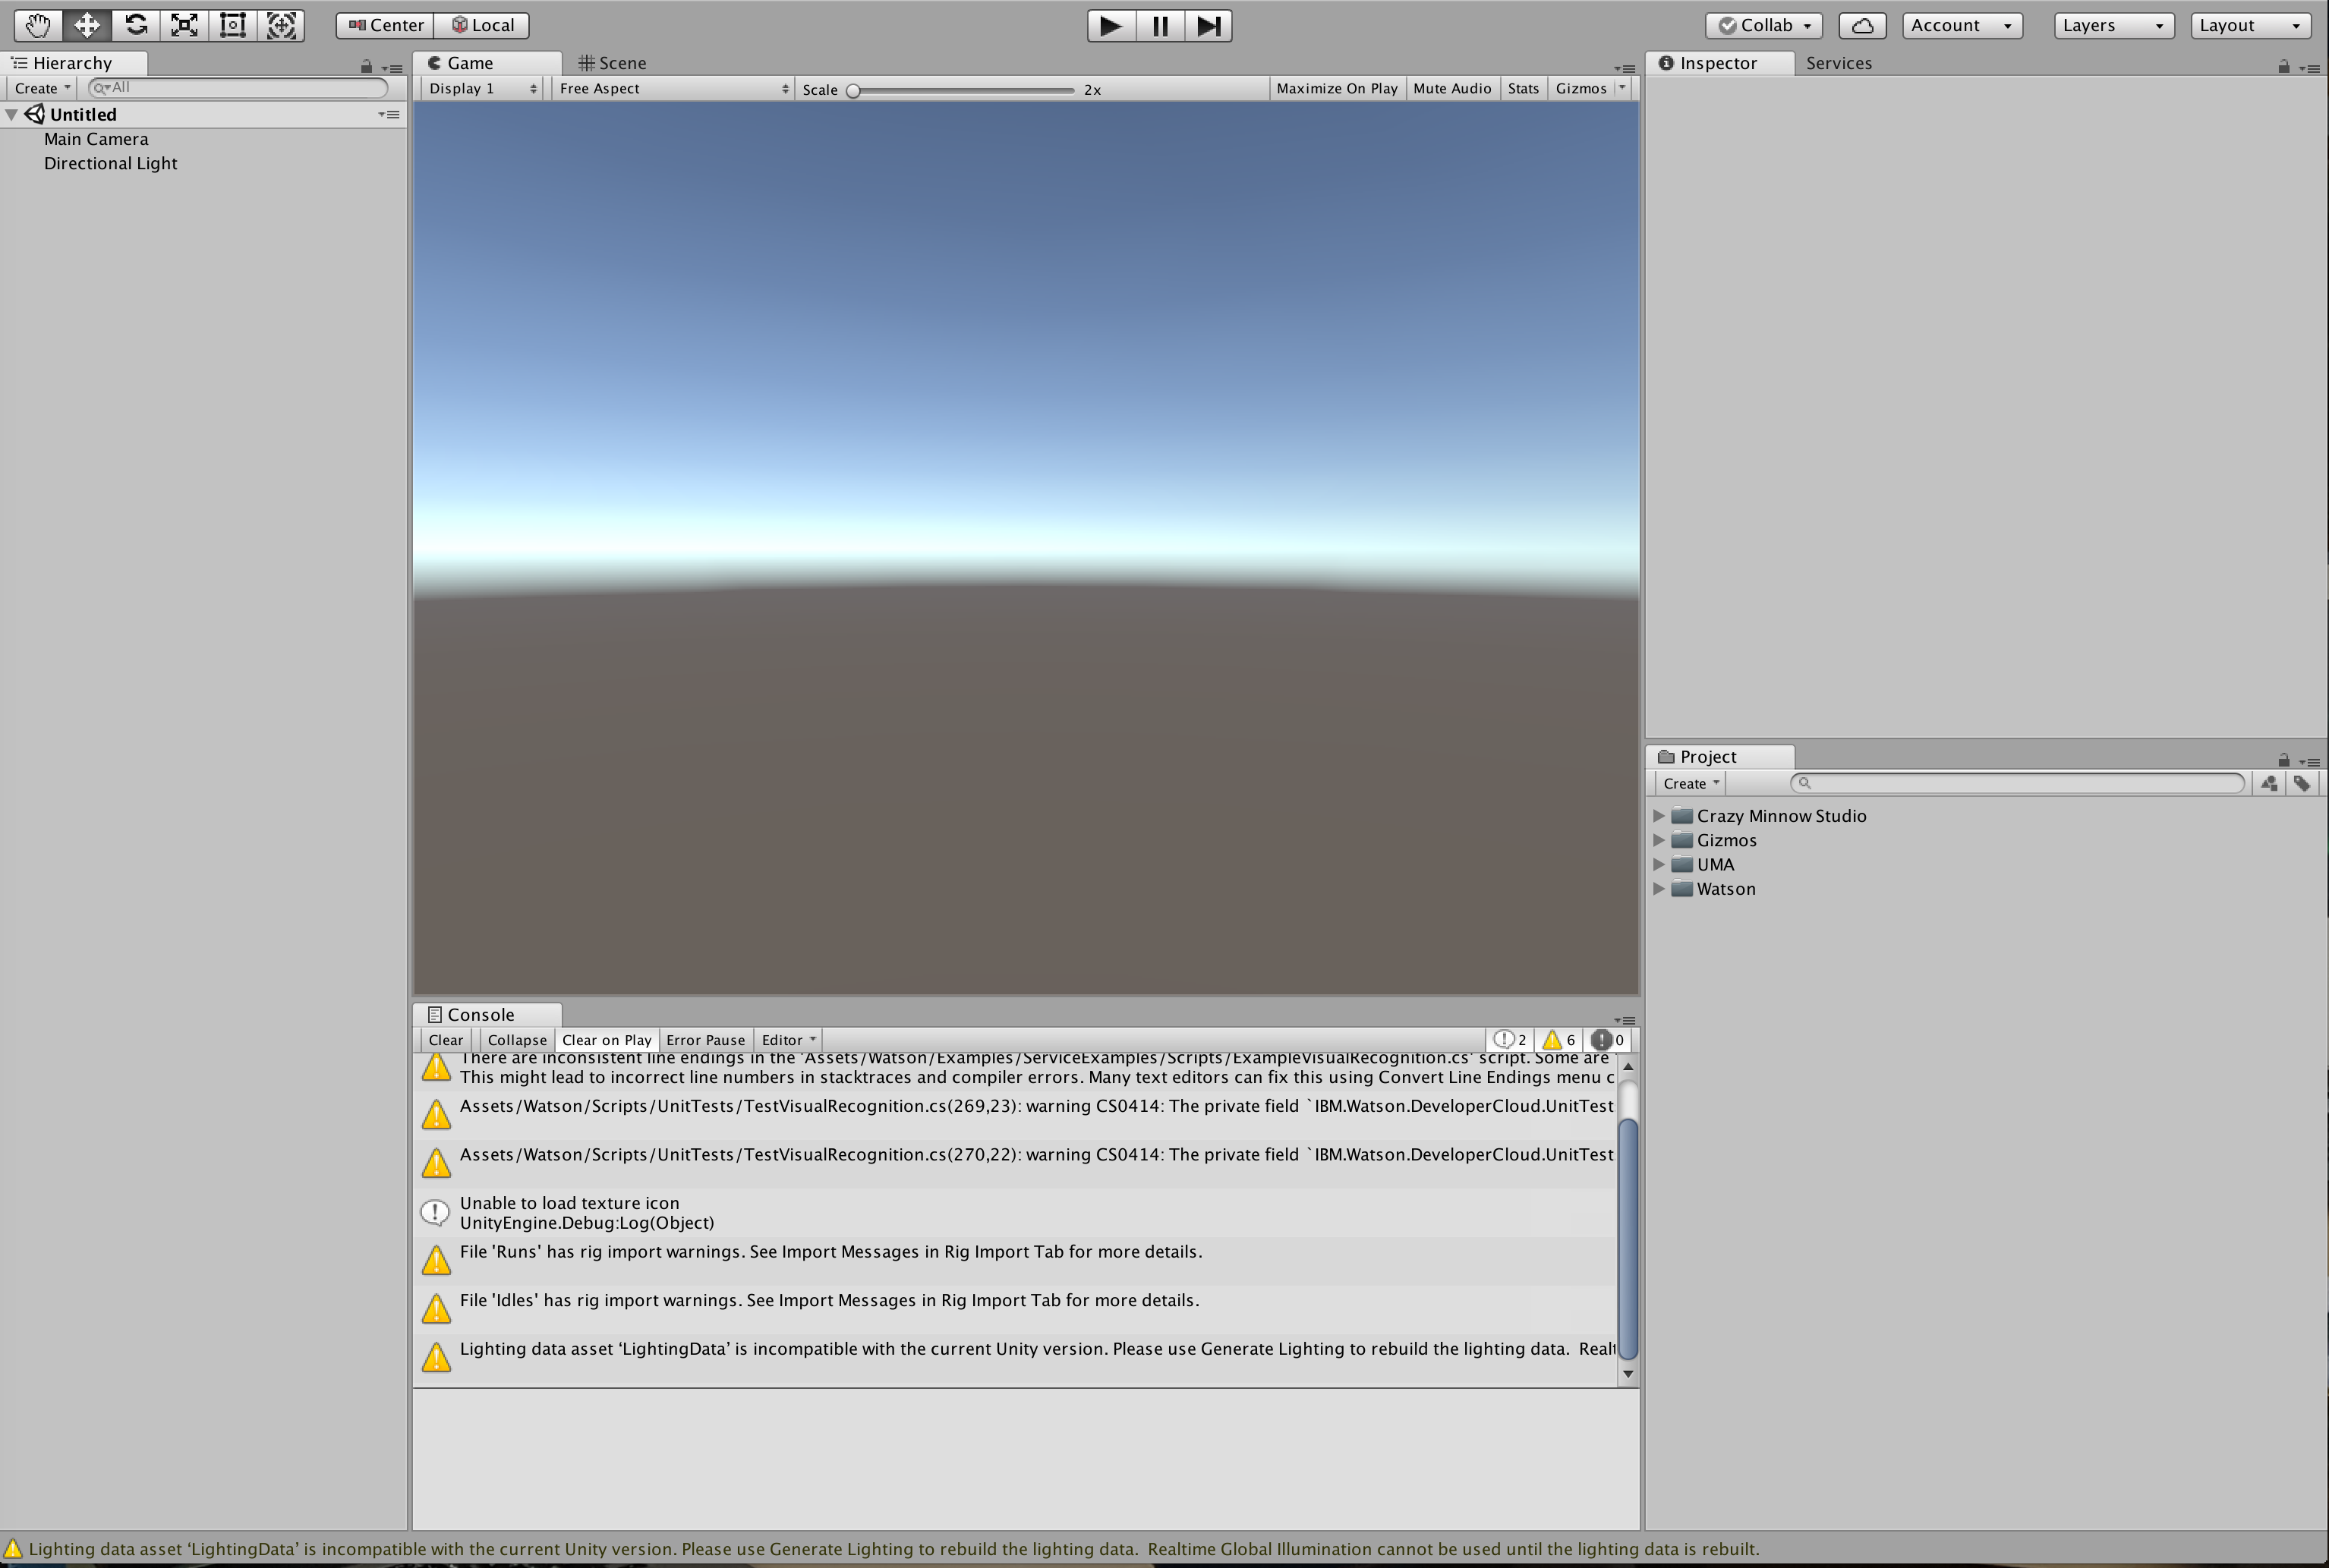 Center Local Collab Account Layers Layout
Hierarchy
Create All
Untitled
Main Camera
Directional Light
Game Scene
Display 1 Free Aspect Scale 2x Maximize On Play Mute Audio Stats Gizmos
Inspector Services
Project
Create
Crazy Minnow Studio
Gizmos
UMA
Watson
Console
Clear Collapse Clear on Play Error Pause Editor 2 6 0
There are inconsistent line endings in the 'Assets/Watson/Examples/ServiceExamples/Scripts/ExampleVisualRecognition.cs' script. Some are
This might lead to incorrect line numbers in stacktraces and compiler errors. Many text editors can fix this using Convert Line Endings menu c
Assets/Watson/Scripts/UnitTests/TestVisualRecognition.cs(269,23): warning CS0414: The private field `IBM.Watson.DeveloperCloud.UnitTest
Assets/Watson/Scripts/UnitTests/TestVisualRecognition.cs(270,22): warning CS0414: The private field `IBM.Watson.DeveloperCloud.UnitTest
Unable to load texture icon
UnityEngine.Debug:Log(Object)
File 'Runs' has rig import warnings. See Import Messages in Rig Import Tab for more details.
File 'Idles' has rig import warnings. See Import Messages in Rig Import Tab for more details.
Lighting data asset ‘LightingData’ is incompatible with the current Unity version. Please use Generate Lighting to rebuild the lighting data. Realt
Lighting data asset ‘LightingData’ is incompatible with the current Unity version. Please use Generate Lighting to rebuild the lighting data. Realtime Global Illumination cannot be used until the lighting data is rebuilt.